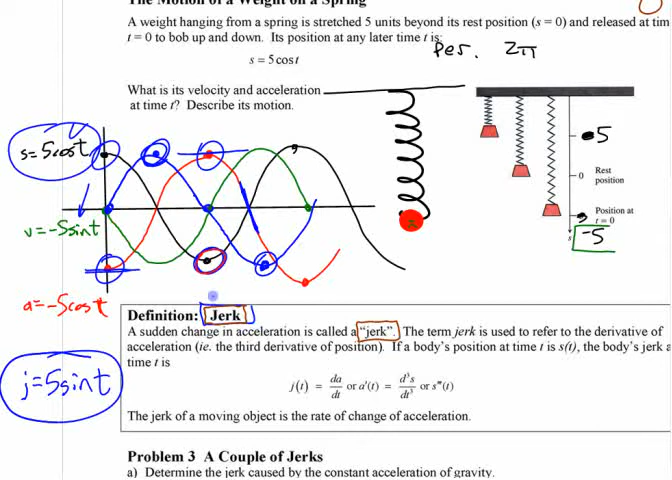 The Motion of a Weight on a Spring
A weight hanging from a spring is stretched 5 units beyond its rest position (s = 0) and released at tim
t = 0 to bob up and down. Its position at any later time t is:
Per. 2π
s = 5 cos t
What is its velocity and acceleration
at time t? Describe its motion.
s=5cost
v=-5sint
a=-5cost
j=5sint
5
0 Rest
position
Position at
t = 0
s
-5
Definition: Jerk
A sudden change in acceleration is called a "jerk". The term jerk is used to refer to the derivative of
acceleration (ie. the third derivative of position). If a body's position at time t is s(t), the body's jerk a
time t is
j(t) = da/dt or a'(t) = d³s/dt³ or s'''(t)
The jerk of a moving object is the rate of change of acceleration.
Problem 3 A Couple of Jerks
a) Determine the jerk caused by the constant acceleration of gravity.